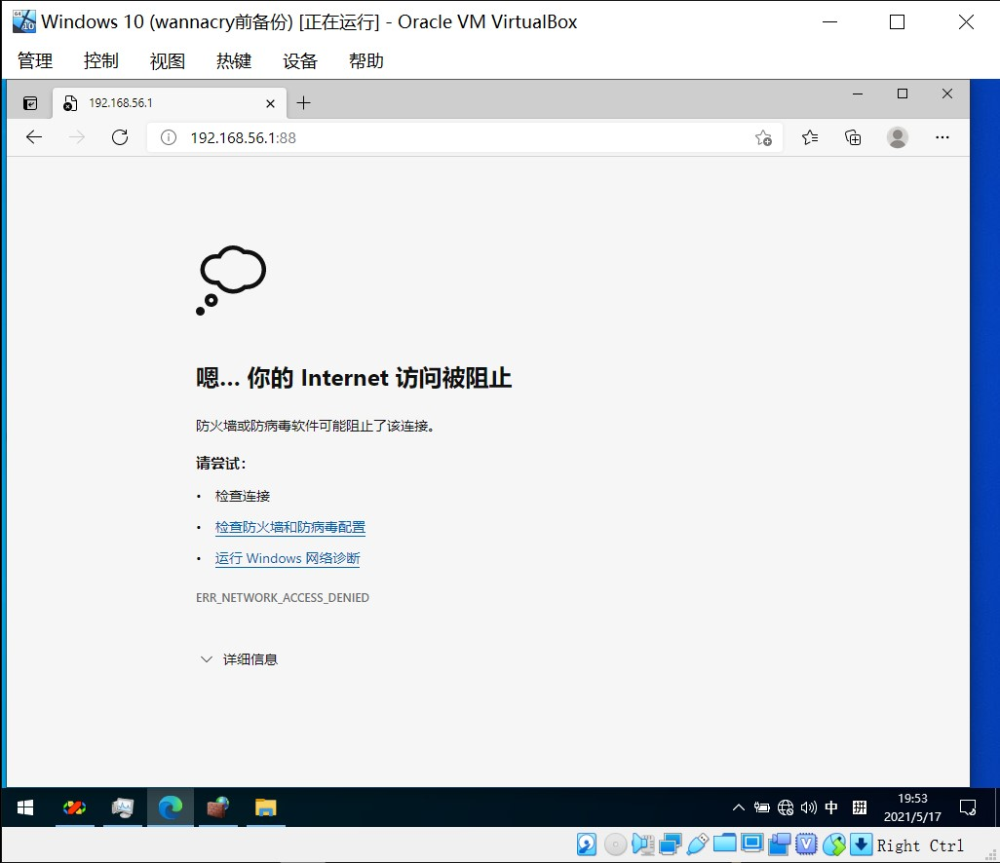 Windows 10 (wannacry前备份) [正在运行] - Oracle VM VirtualBox
管理 控制 视图 热键 设备 帮助
192.168.56.1
192.168.56.1:88
嗯… 你的 Internet 访问被阻止
防火墙或防病毒软件可能阻止了该连接。
请尝试：
• 检查连接
• 检查防火墙和防病毒配置
• 运行 Windows 网络诊断
ERR_NETWORK_ACCESS_DENIED
详细信息
中 拼 19:53
2021/5/17
Right Ctrl